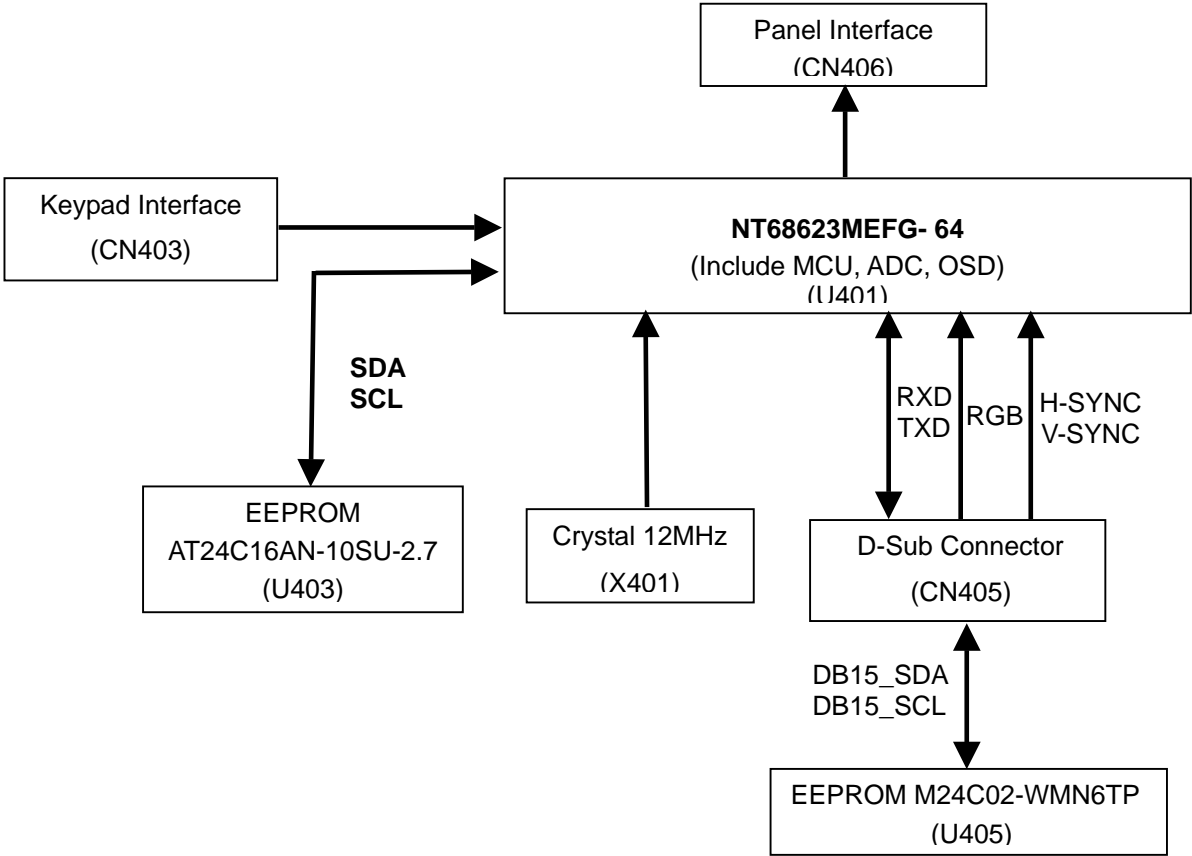 Panel Interface
(CN406)
Keypad Interface
(CN403)
NT68623MEFG- 64
(Include MCU, ADC, OSD)
(U401)
SDA
SCL
RXD
TXD
RGB
H-SYNC
V-SYNC
EEPROM
AT24C16AN-10SU-2.7
(U403)
Crystal 12MHz
(X401)
D-Sub Connector
(CN405)
DB15_SDA
DB15_SCL
EEPROM M24C02-WMN6TP
(U405)